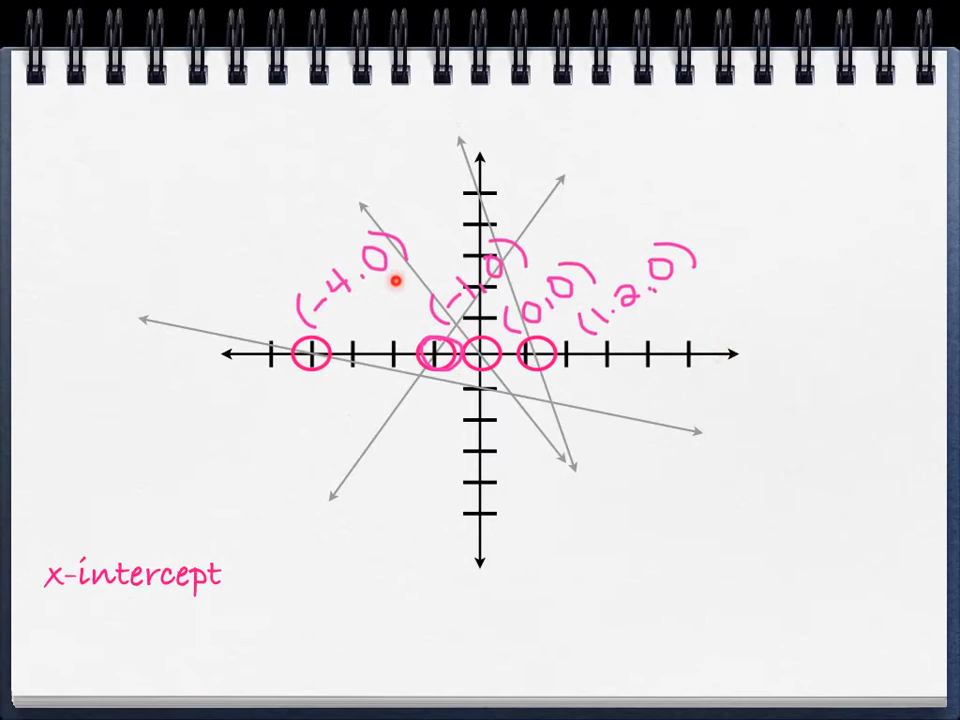 (-4,0)
(-1,0)
(0,0)
(1.2,0)
x-intercept